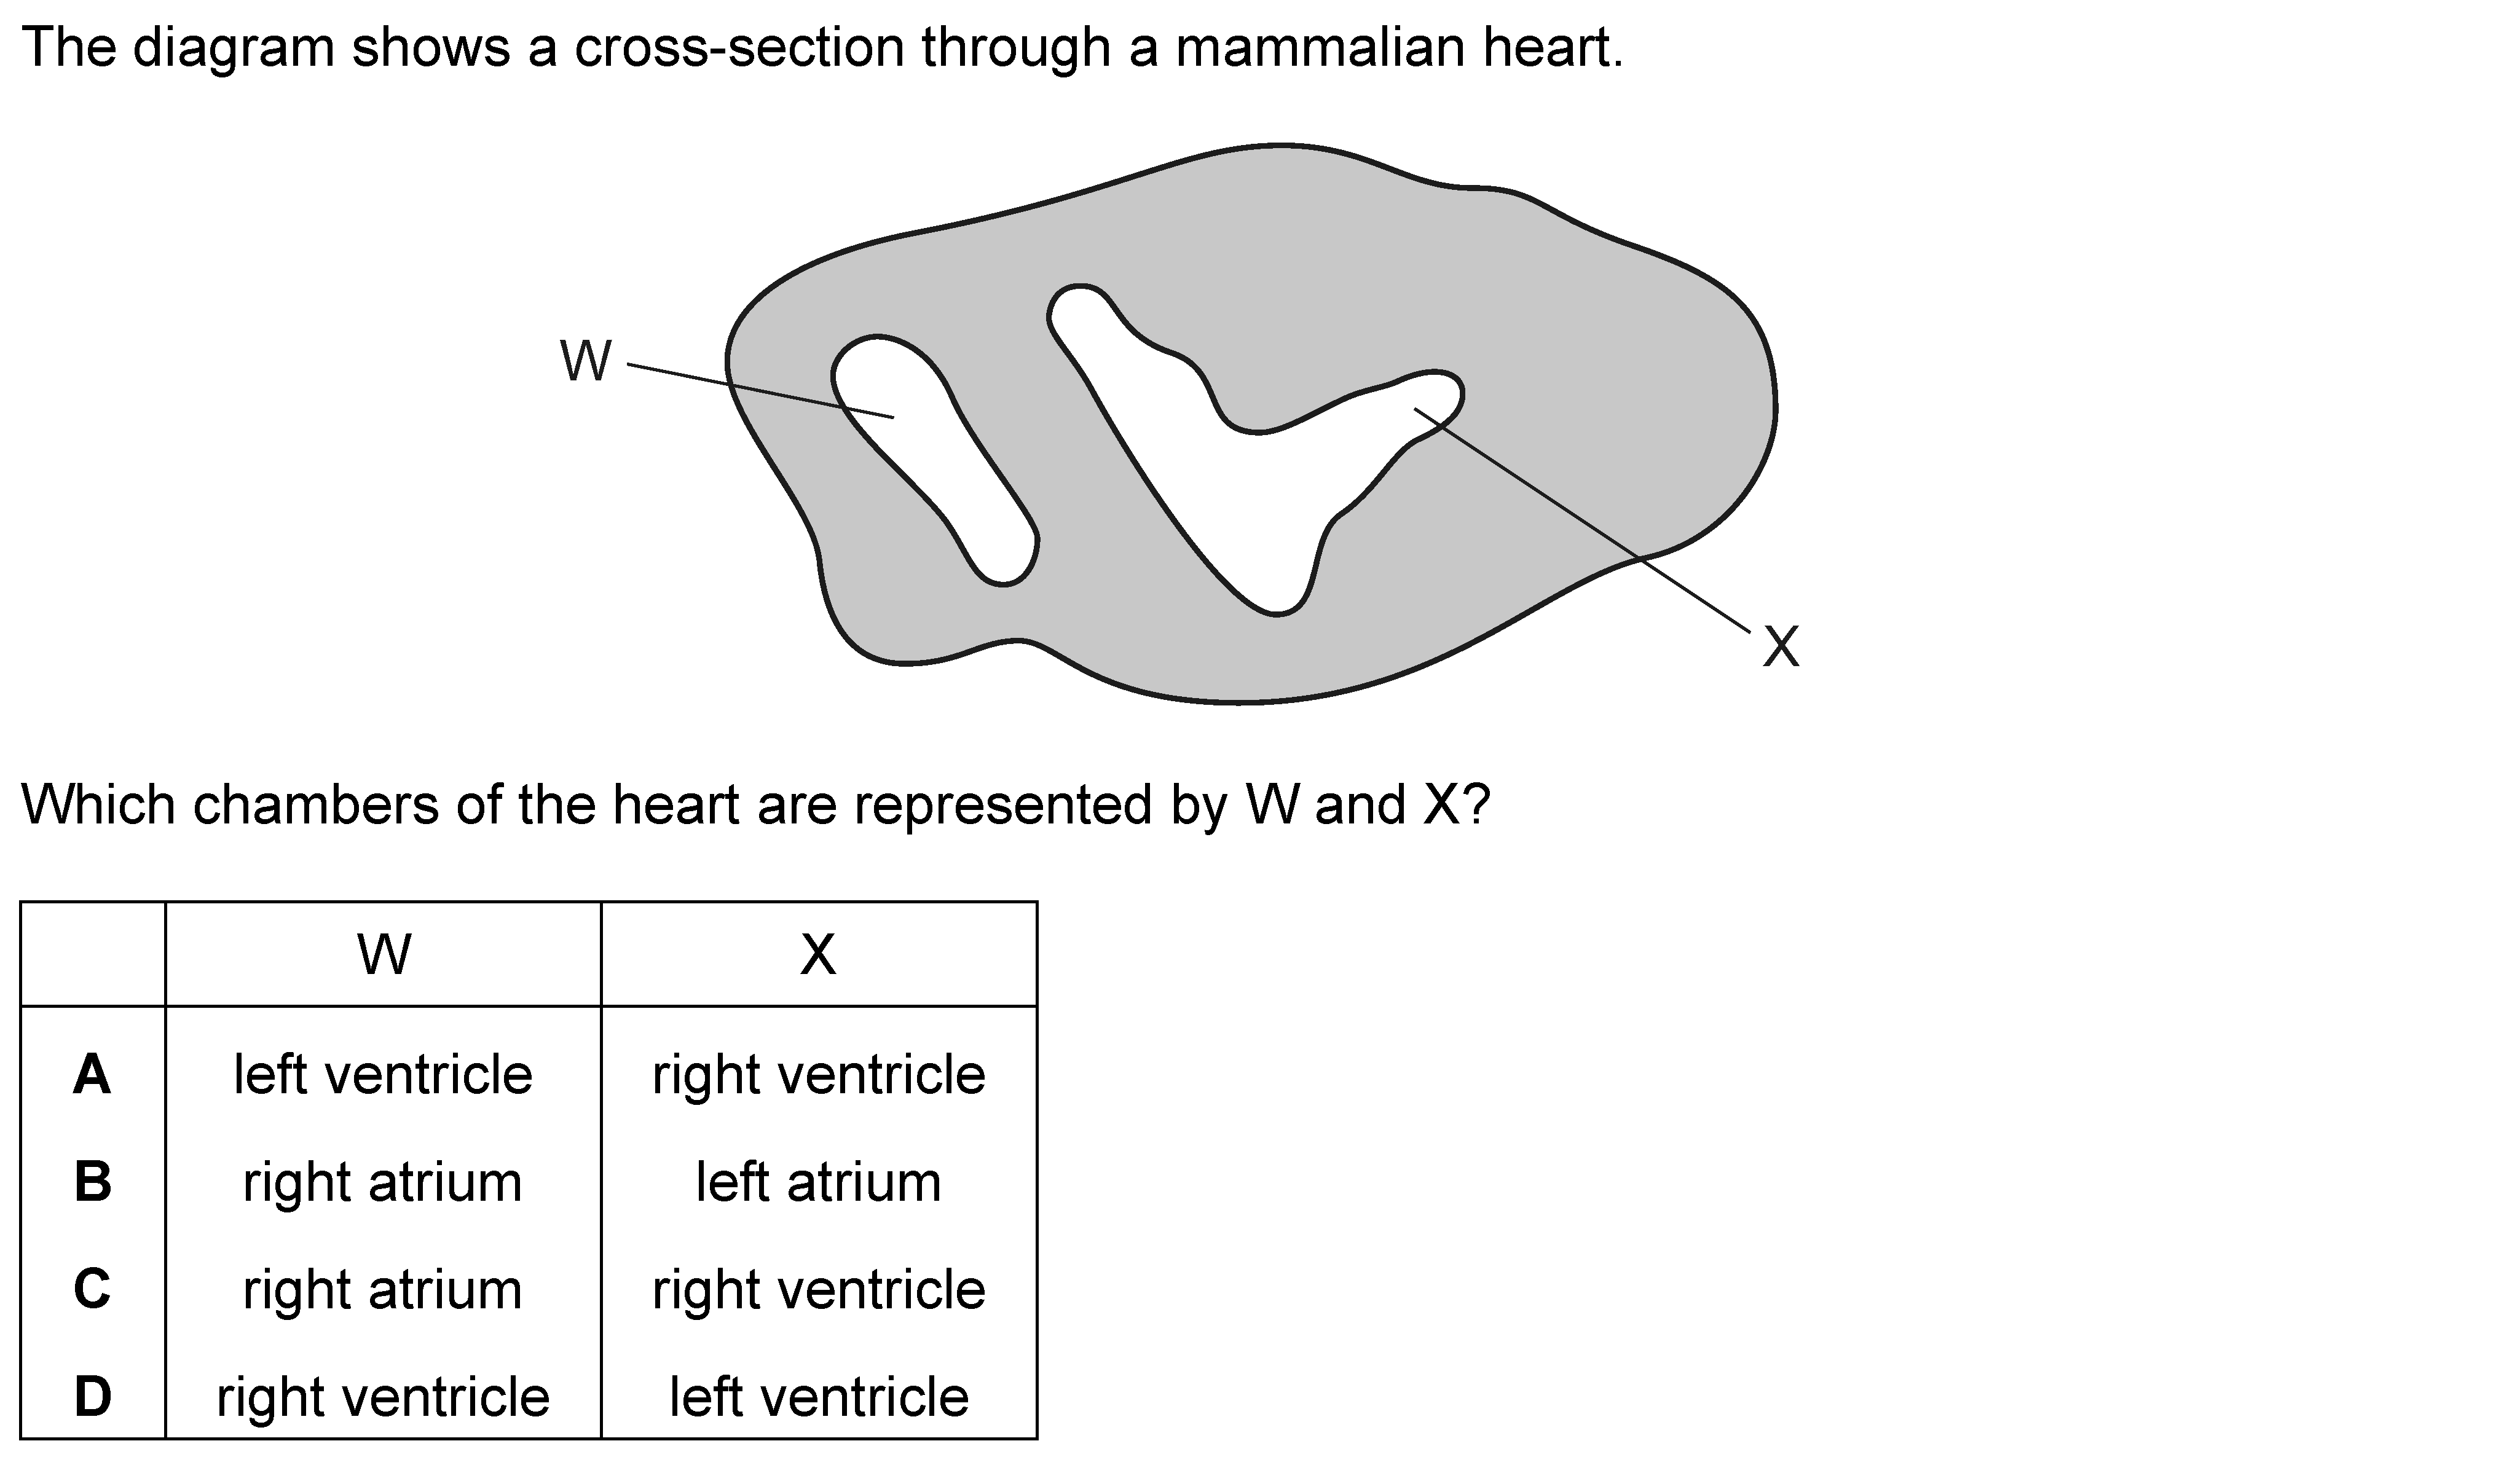 The diagram shows a cross-section through a mammalian heart.
W
X
Which chambers of the heart are represented by W and X?
W X
A left ventricle right ventricle
B right atrium left atrium
C right atrium right ventricle
D right ventricle left ventricle